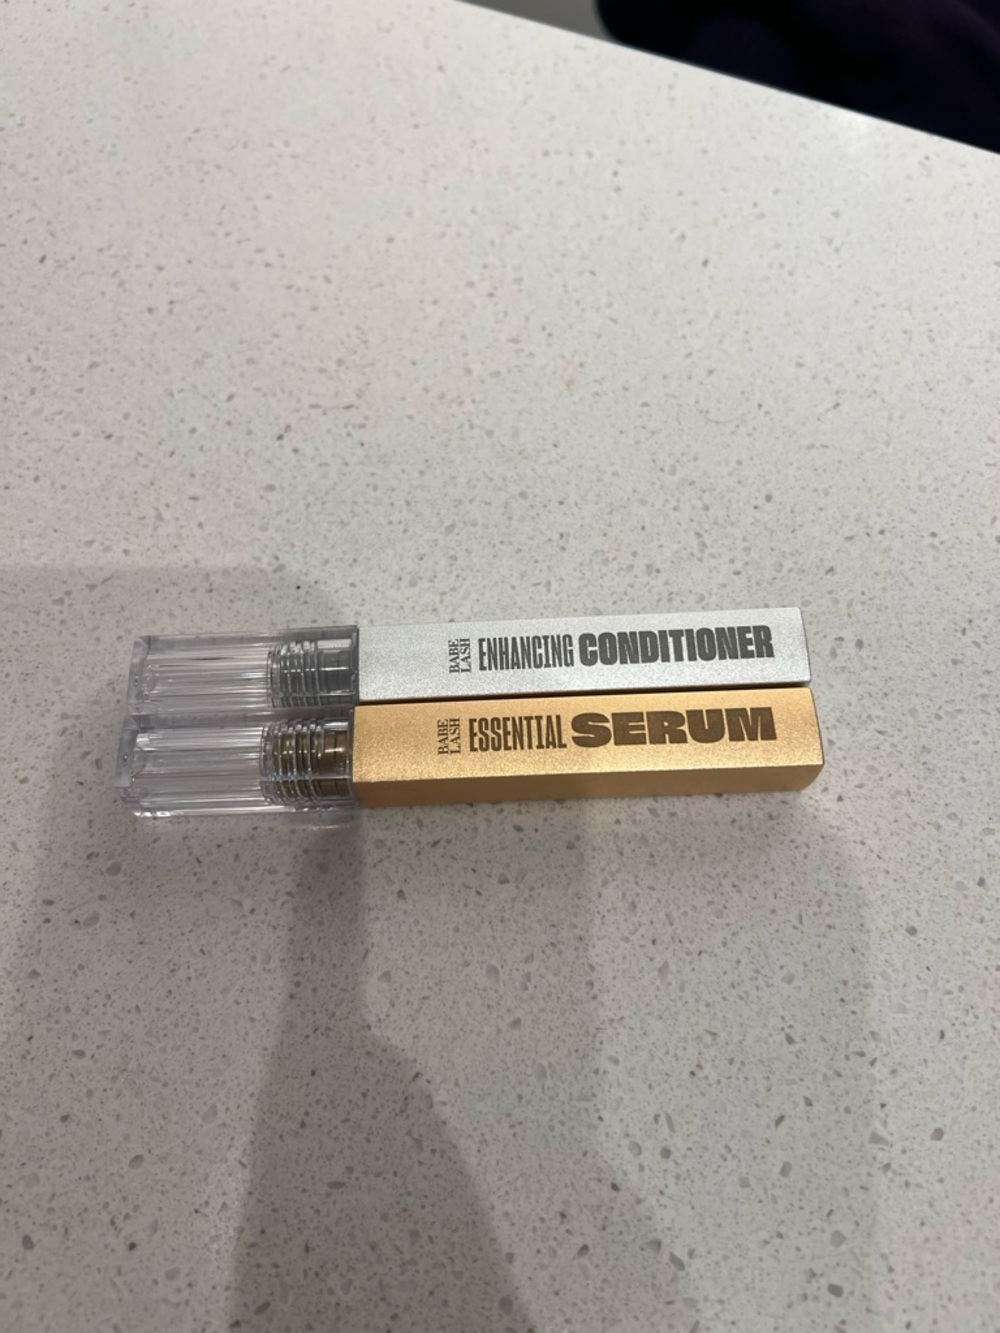 BABE
LASH
ENHANCING CONDITIONER
BABE
LASH
ESSENTIAL SERUM